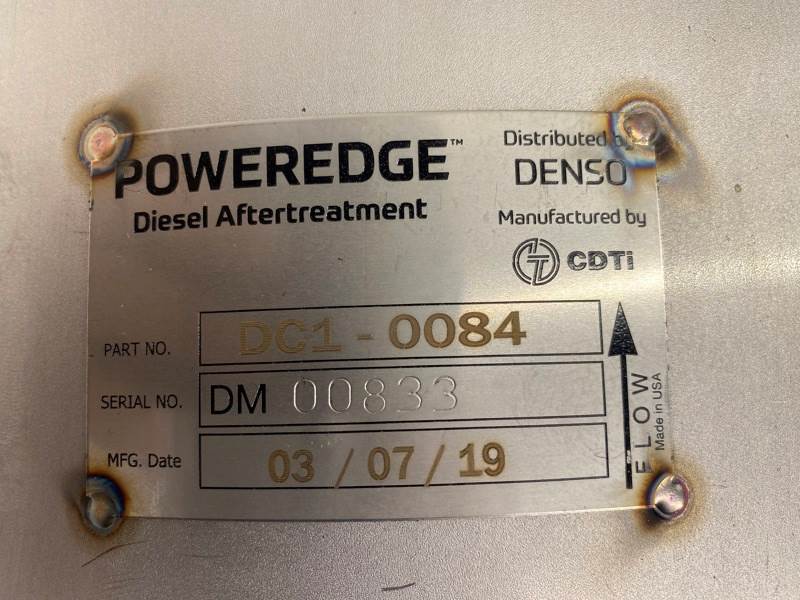 POWEREDGE™
Diesel Aftertreatment
Distributed by
DENSO
Manufactured by
CDTi
PART NO. DC1 - 0084
SERIAL NO. DM 00833
MFG. Date 03 / 07 / 19
FLOW
Made in USA